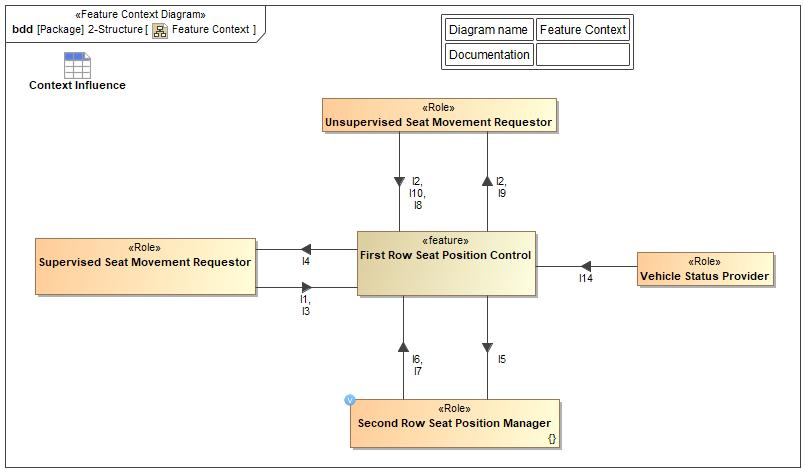 «Feature Context Diagram»
bdd [Package] 2-Structure [ Feature Context ]
Diagram name Feature Context
Documentation
Context Influence
«Role»
Unsupervised Seat Movement Requestor
I2,
I10,
I8
I2,
I9
«Role»
Supervised Seat Movement Requestor
I4
I1,
I3
«feature»
First Row Seat Position Control
I14
«Role»
Vehicle Status Provider
I6,
I7
I5
V
«Role»
Second Row Seat Position Manager
{}